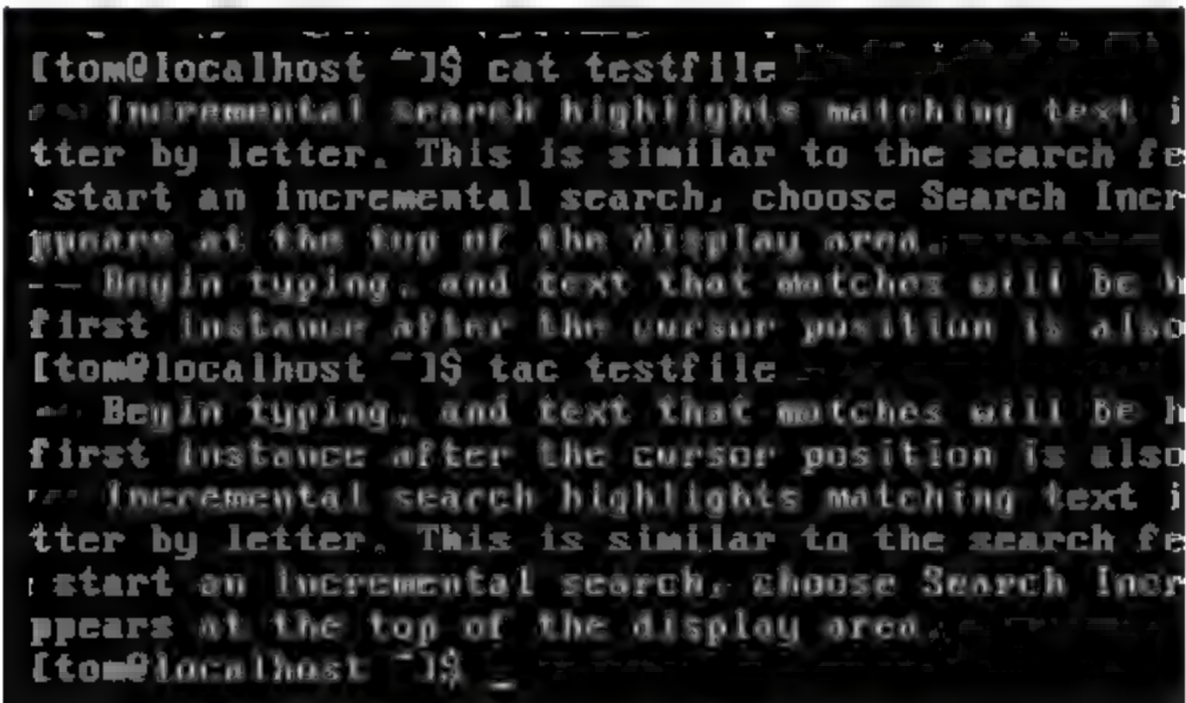 [tom@localhost ~]$ cat testfile
-- Incremental search highlights matching text i
tter by letter. This is similar to the search fe
start an incremental search, choose Search Incr
ppears at the top of the display area.
-- Begin typing, and text that matches will be h
first instance after the cursor position is also
[tom@localhost ~]$ tac testfile
-- Begin typing, and text that matches will be h
first instance after the cursor position is also
-- Incremental search highlights matching text i
tter by letter. This is similar to the search fe
start an incremental search, choose Search Incr
ppears at the top of the display area.
[tom@localhost ~]$ _